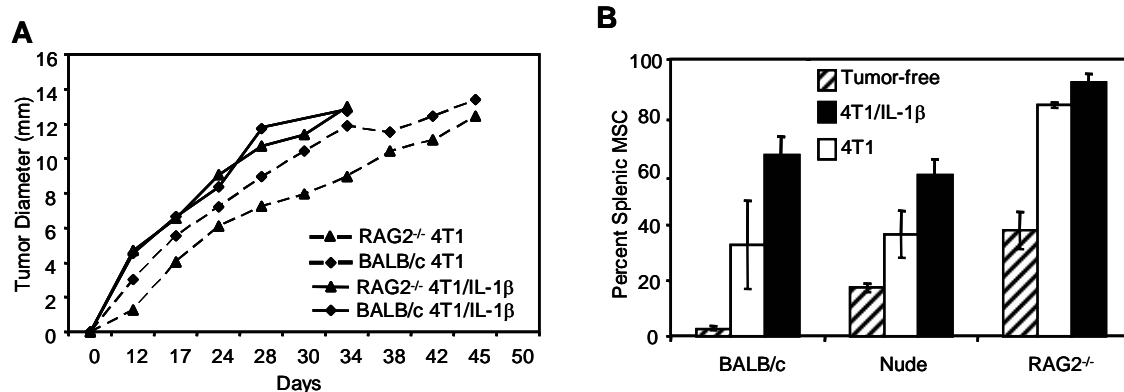 A
Tumor Diameter (mm)
16
14
12
10
8
6
4
2
0
0 12 17 24 28 30 34 38 42 45 50
Days
RAG2-/- 4T1
BALB/c 4T1
RAG2-/- 4T1/IL-1β
BALB/c 4T1/IL-1β
B
Percent Splenic MSC
100
80
60
40
20
0
Tumor-free
4T1/IL-1β
4T1
BALB/c Nude RAG2-/-